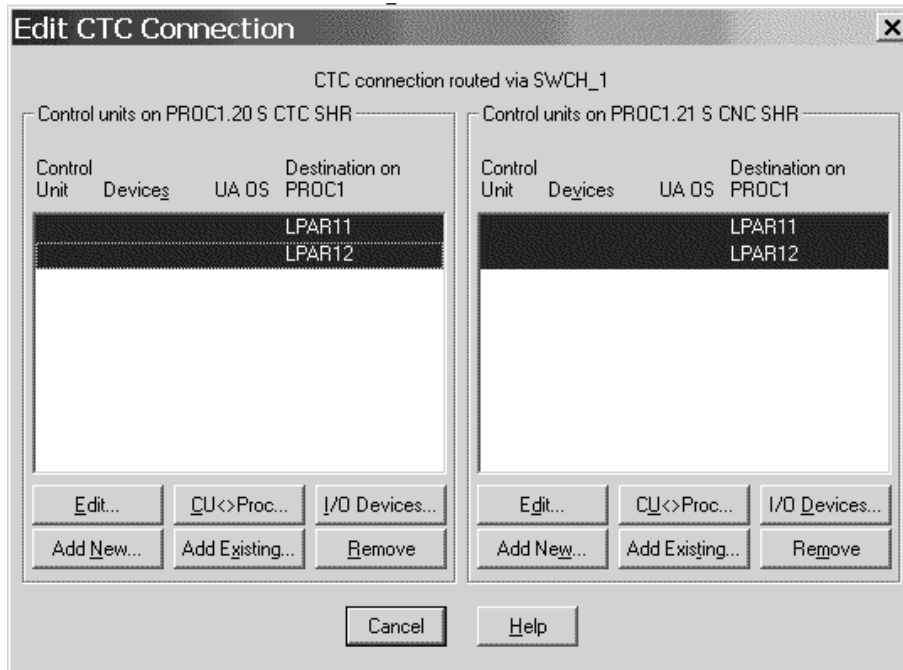 Edit CTC Connection
CTC connection routed via SWCH_1
Control units on PROC1.20 S CTC SHR
Control Unit Devices UA OS Destination on PROC1
LPAR11
LPAR12
Edit... CU<>Proc... I/O Devices...
Add New... Add Existing... Remove
Control units on PROC1.21 S CNC SHR
Control Unit Devices UA OS Destination on PROC1
LPAR11
LPAR12
Edit... CU<>Proc... I/O Devices...
Add New... Add Existing... Remove
Cancel Help